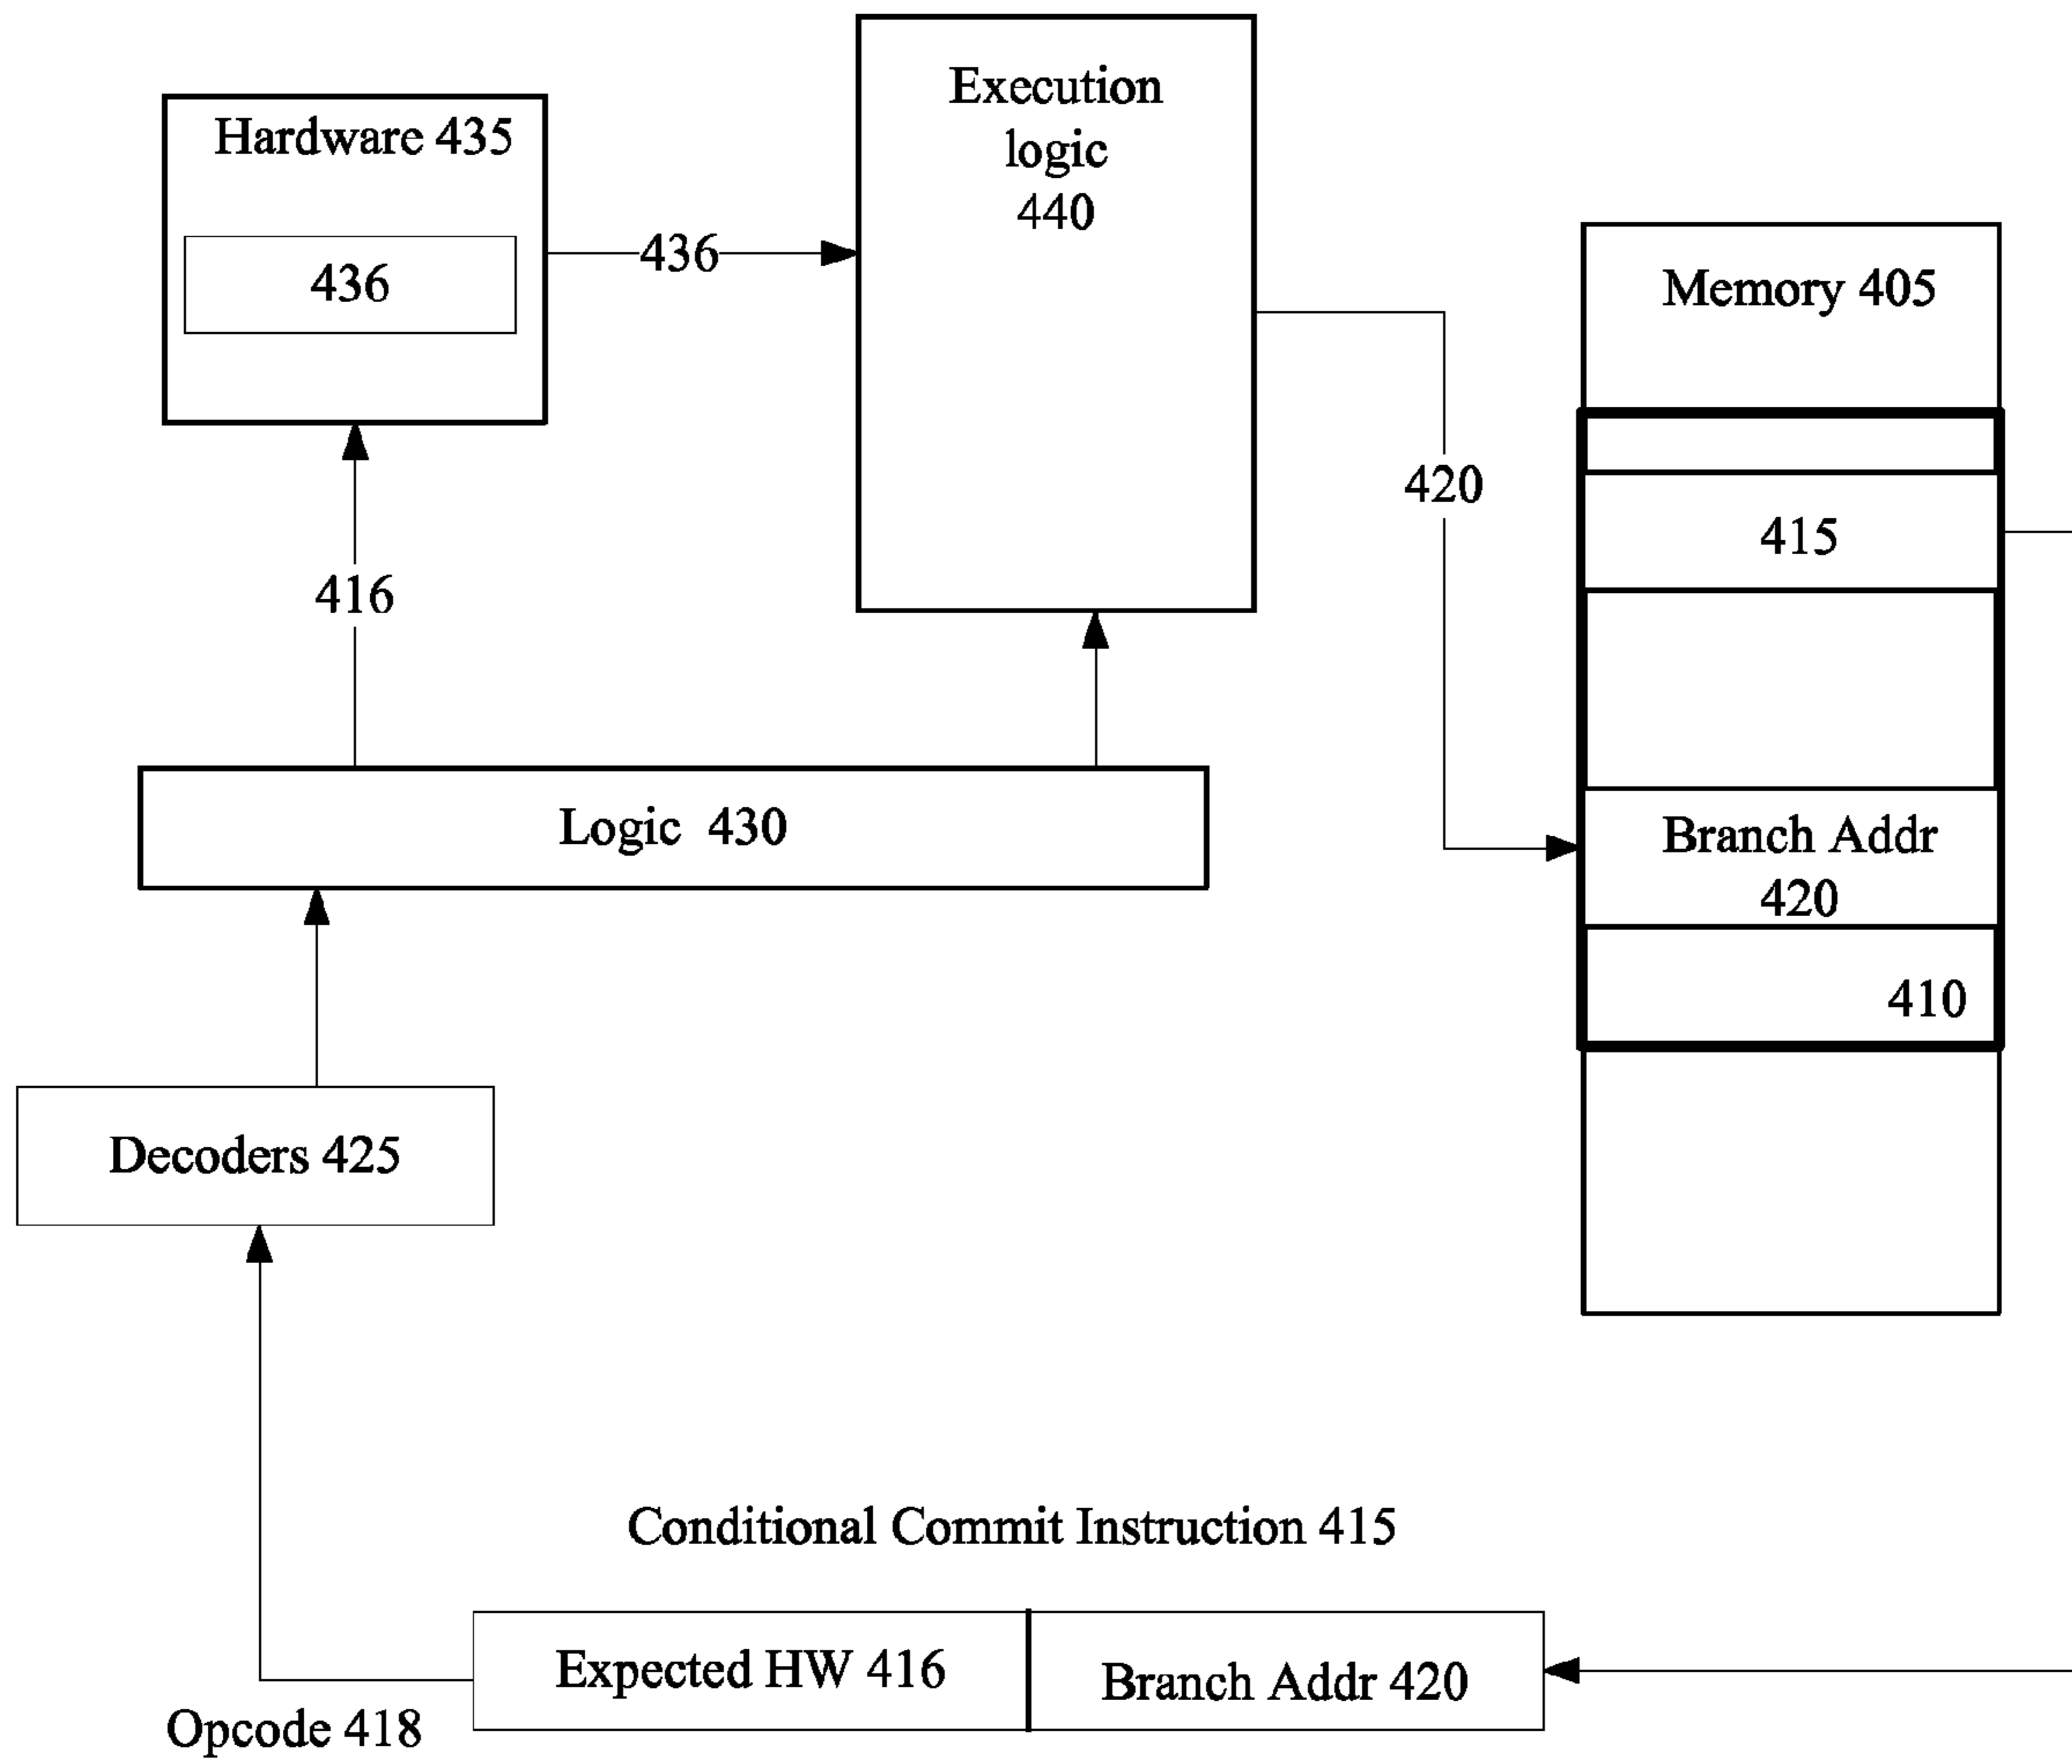 Execution
logic
440
Hardware 435
436
436
Memory 405
420
415
416
Logic 430
Branch Addr
420
410
Decoders 425
Conditional Commit Instruction 415
Expected HW 416
Branch Addr 420
Opcode 418